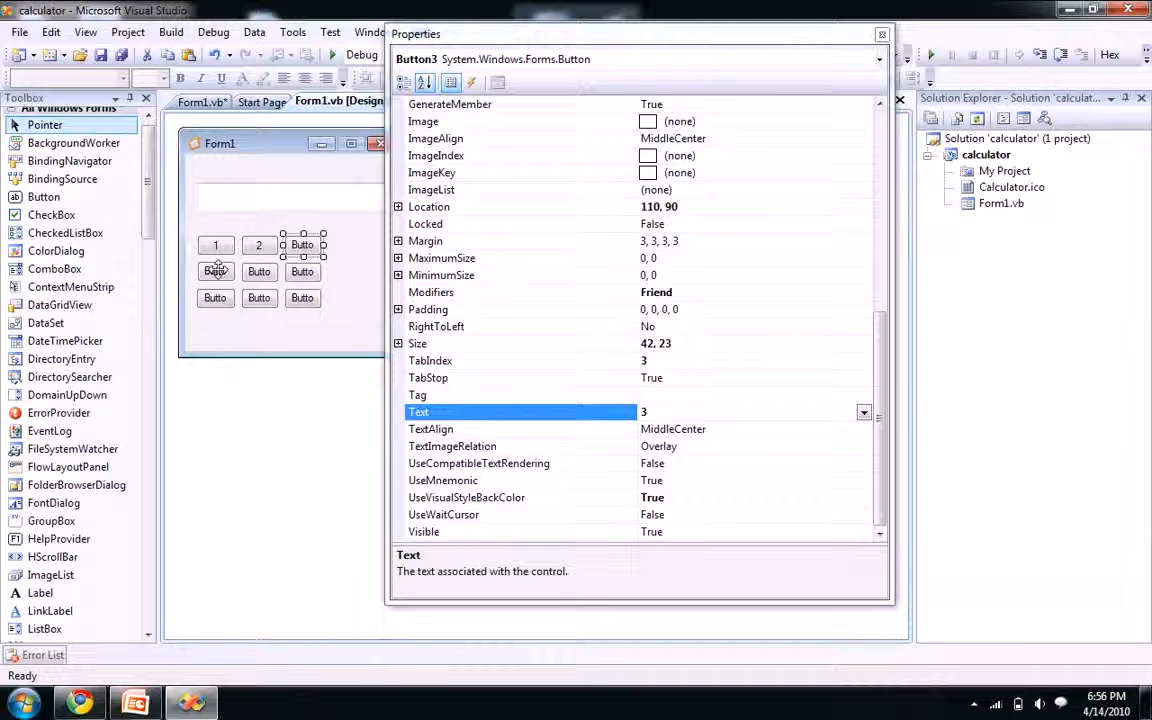 calculator - Microsoft Visual Studio
File Edit View Project Build Debug Data Tools Test Windo
Debug
Hex
Toolbox
All Windows Forms
Pointer
BackgroundWorker
BindingNavigator
BindingSource
Button
CheckBox
CheckedListBox
ColorDialog
ComboBox
ContextMenuStrip
DataGridView
DataSet
DateTimePicker
DirectoryEntry
DirectorySearcher
DomainUpDown
ErrorProvider
EventLog
FileSystemWatcher
FlowLayoutPanel
FolderBrowserDialog
FontDialog
GroupBox
HelpProvider
HScrollBar
ImageList
Label
LinkLabel
ListBox
Form1.vb* Start Page Form1.vb [Design
Form1
1 2 Butto
Butto Butto
Butto Butto Butto
Properties
Button3 System.Windows.Forms.Button
GenerateMember True
Image (none)
ImageAlign MiddleCenter
ImageIndex (none)
ImageKey (none)
ImageList (none)
Location 110, 90
Locked False
Margin 3, 3, 3, 3
MaximumSize 0, 0
MinimumSize 0, 0
Modifiers Friend
Padding 0, 0, 0, 0
RightToLeft No
Size 42, 23
TabIndex 3
TabStop True
Tag
Text 3
TextAlign MiddleCenter
TextImageRelation Overlay
UseCompatibleTextRendering False
UseMnemonic True
UseVisualStyleBackColor True
UseWaitCursor False
Visible True
Text
The text associated with the control.
Solution Explorer - Solution 'calculat...
Solution 'calculator' (1 project)
calculator
My Project
Calculator.ico
Form1.vb
Error List
Ready
6:56 PM
4/14/2010